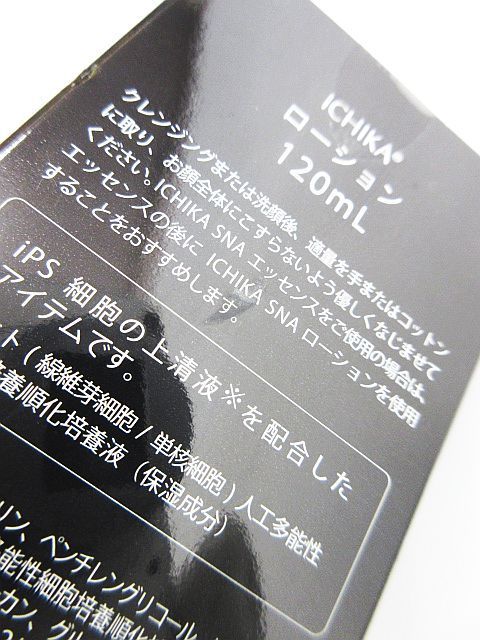 ICHIKA®
ローション
120mL
クレンジングまたは洗顔後、適量を手またはコットン
に取り、お顔全体にこすらないよう優しくなじませて
ください。ICHIKA SNA エッセンスをご使用の場合は、
エッセンスの後に ICHIKA SNA ローションを使用
することをおすすめします。
iPS 細胞の上清液※を配合した
アイテムです。
ト(線維芽細胞/単核細胞)人工多能性
培養順化培養液(保湿成分)
リン、ペンチレングリコール、
能性細胞培養順化
カン、グリ